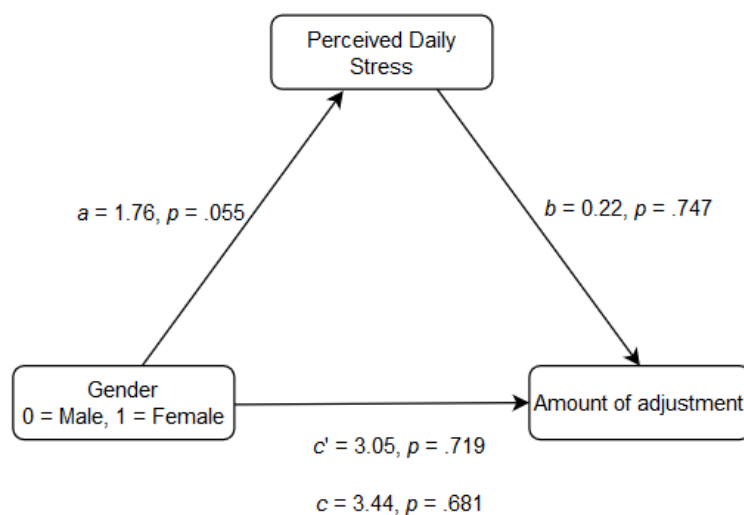 Perceived Daily
Stress
a = 1.76, p = .055
b = 0.22, p = .747
Gender
0 = Male, 1 = Female
Amount of adjustment
c' = 3.05, p = .719
c = 3.44, p = .681